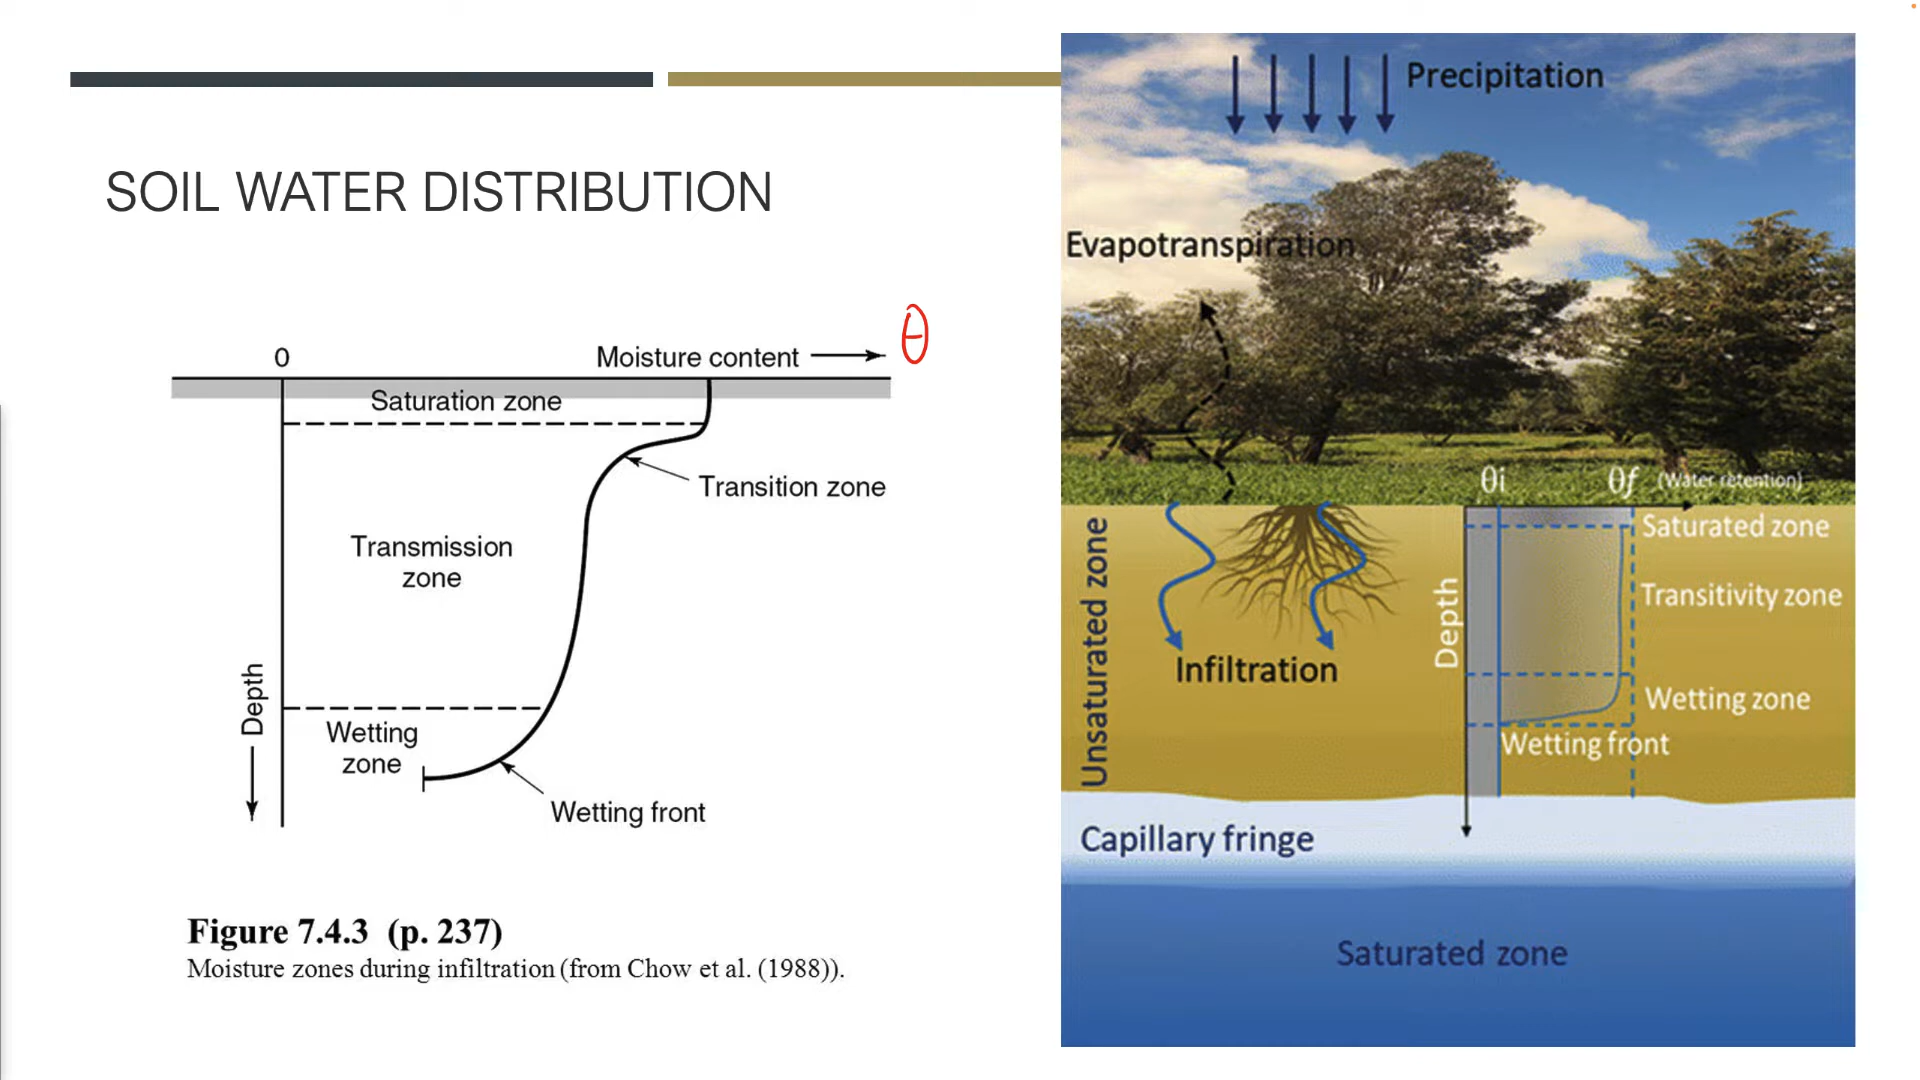 SOIL WATER DISTRIBUTION
0
Moisture content
θ
Saturation zone
Transition zone
Transmission
zone
Depth
Wetting
zone
Wetting front
Figure 7.4.3 (p. 237)
Moisture zones during infiltration (from Chow et al. (1988)).
Precipitation
Evapotranspiration
θi
θf (Water retention)
Unsaturated zone
Infiltration
Depth
Saturated zone
Transitivity zone
Wetting zone
Wetting front
Capillary fringe
Saturated zone